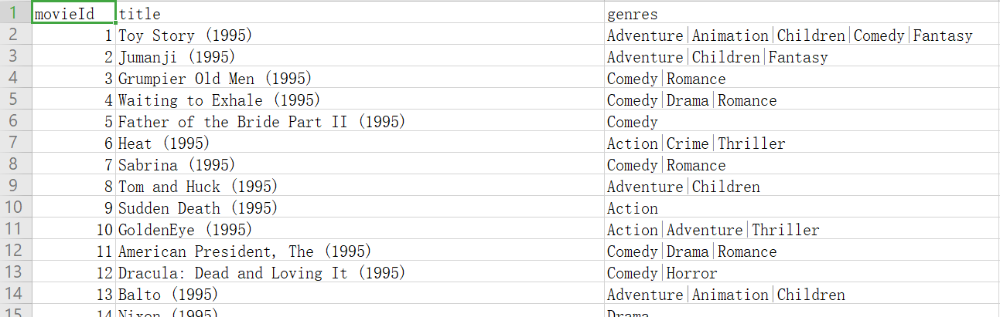 1 movieId title genres
2 1 Toy Story (1995) Adventure|Animation|Children|Comedy|Fantasy
3 2 Jumanji (1995) Adventure|Children|Fantasy
4 3 Grumpier Old Men (1995) Comedy|Romance
5 4 Waiting to Exhale (1995) Comedy|Drama|Romance
6 5 Father of the Bride Part II (1995) Comedy
7 6 Heat (1995) Action|Crime|Thriller
8 7 Sabrina (1995) Comedy|Romance
9 8 Tom and Huck (1995) Adventure|Children
10 9 Sudden Death (1995) Action
11 10 GoldenEye (1995) Action|Adventure|Thriller
12 11 American President, The (1995) Comedy|Drama|Romance
13 12 Dracula: Dead and Loving It (1995) Comedy|Horror
14 13 Balto (1995) Adventure|Animation|Children
15 14 Nixon (1995) Drama